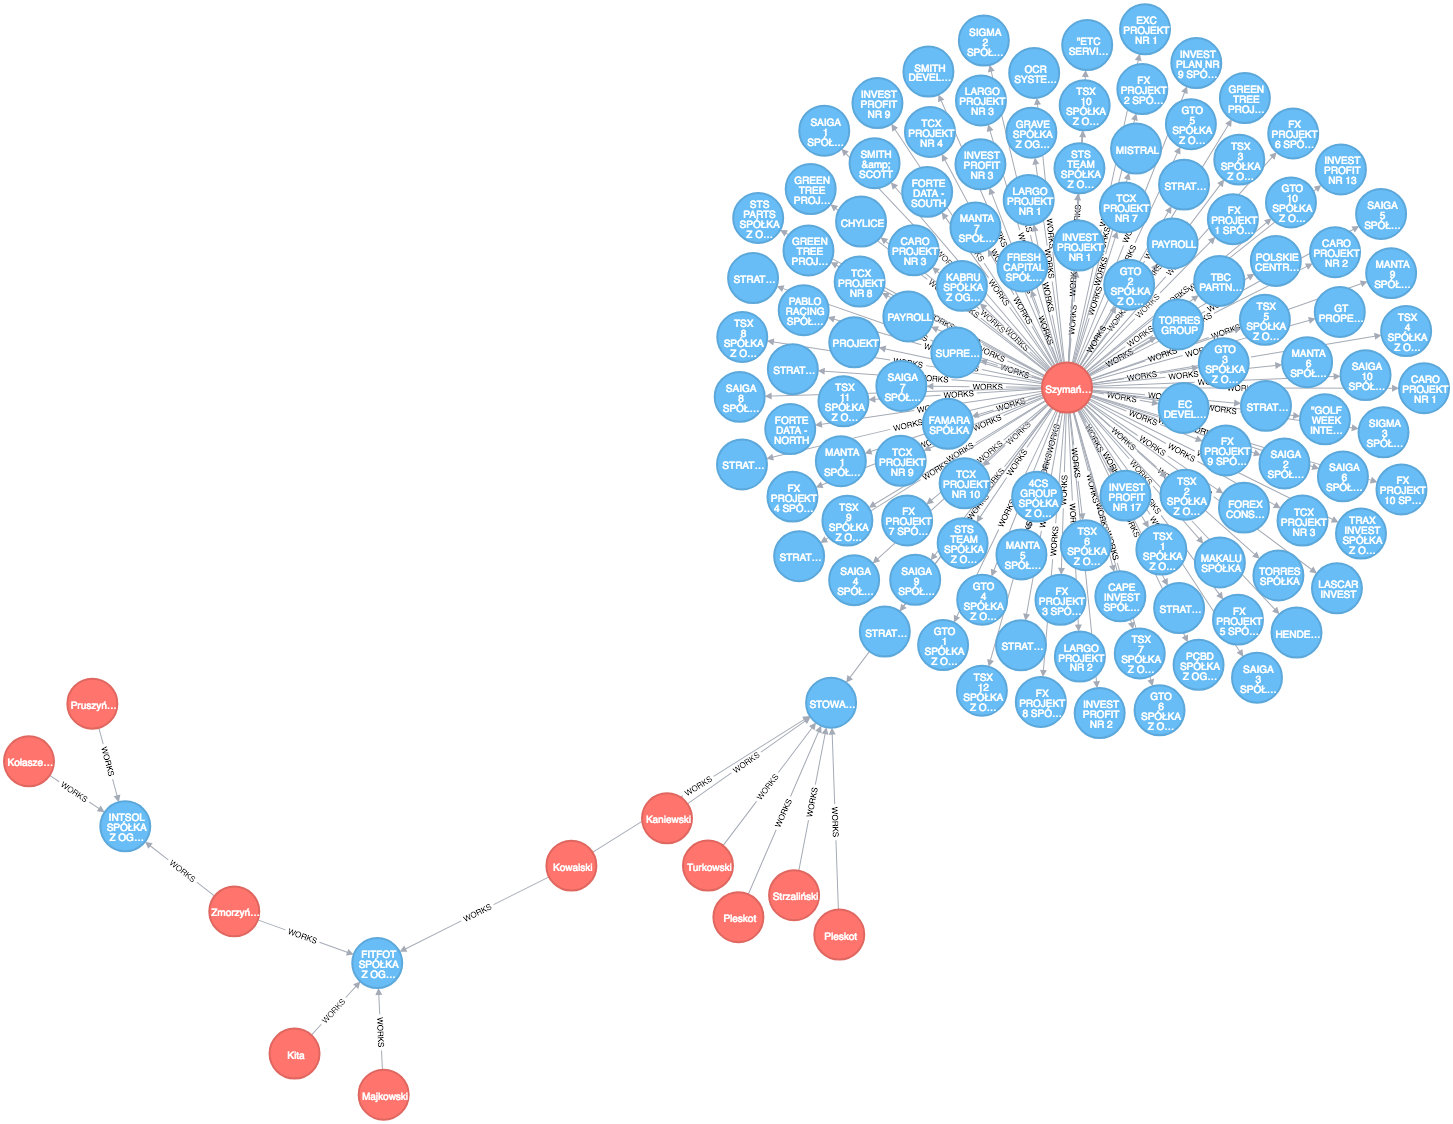 EXC
PROJEKT
NR 1
SIGMA
2
SPÓŁ...
"ETC
SERVI...
INVEST
PLAN NR
9 SPÓ...
SMITH
DEVEL...
OCR
SYSTE...
FX
PROJEKT
2 SPÓ...
GREEN
TREE
PROJ...
INVEST
PROFIT
NR 9
LARGO
PROJEKT
NR 3
TSX
10
SPÓŁKA
Z O...
GTO
5
SPÓŁKA
Z O...
SAIGA
1
SPÓŁ...
TCX
PROJEKT
NR 4
GRAVE
SPÓŁKA
Z OG...
MISTRAL
FX
PROJEKT
6 SPÓ...
SMITH
&amp;
SCOTT
INVEST
PROFIT
NR 3
STS
TEAM
SPÓŁKA
Z O...
TSX
3
SPÓŁKA
Z O...
INVEST
PROFIT
NR 13
GREEN
TREE
PROJ...
FORTE
DATA -
SOUTH
LARGO
PROJEKT
NR 1
TCX
PROJEKT
NR 7
STRAT...
GTO
10
SPÓŁKA
Z O...
SAIGA
5
SPÓŁ...
STS
PARTS
SPÓŁKA
Z O...
CHYLICE
MANTA
7
SPÓŁ...
FX
PROJEKT
1 SPÓ...
GREEN
TREE
PROJ...
CARO
PROJEKT
NR 3
INVEST
PROJEKT
NR 1
PAYROLL
CARO
PROJEKT
NR 2
STRAT...
TCX
PROJEKT
NR 8
KABRU
SPÓŁKA
Z OG...
FRESH
CAPITAL
SPÓŁ...
GTO
2
SPÓŁKA
Z O...
TBC
PARTN...
POLSKIE
CENTR...
MANTA
9
SPÓŁ...
PABLO
RACING
SPÓŁ...
PAYROLL
TORRES
GROUP
TSX
5
SPÓŁKA
Z O...
GT
PROPE...
TSX
8
SPÓŁKA
Z O...
PROJEKT
SUPRE...
TSX
4
SPÓŁKA
Z O...
STRAT...
GTO
3
SPÓŁKA
Z O...
MANTA
6
SPÓŁ...
SAIGA
10
SPÓŁ...
CARO
PROJEKT
NR 1
SAIGA
8
SPÓŁ...
TSX
11
SPÓŁKA
Z O...
SAIGA
7
SPÓŁ...
Szymań...
EC
DEVEL...
STRAT...
"GOLF
WEEK
INTE...
SIGMA
3
SPÓŁ...
FORTE
DATA -
NORTH
FAMARA
SPÓŁKA
STRAT...
MANTA
1
SPÓŁ...
TCX
PROJEKT
NR 9
FX
PROJEKT
9 SPÓ...
SAIGA
2
SPÓŁ...
SAIGA
6
SPÓŁ...
FX
PROJEKT
10 SP...
FX
PROJEKT
4 SPÓ...
TCX
PROJEKT
NR 10
4CS
GROUP
SPÓŁKA
Z O...
INVEST
PROFIT
NR 17
TSX
2
SPÓŁKA
Z O...
FOREX
CONS...
TCX
PROJEKT
NR 3
TRAX
INVEST
SPÓŁKA
Z O...
TSX
9
SPÓŁKA
Z O...
FX
PROJEKT
7 SPÓ...
STS
TEAM
SPÓŁKA
Z O...
MANTA
5
SPÓŁ...
TSX
6
SPÓŁKA
Z O...
TSX
1
SPÓŁKA
Z O...
MAKALU
SPÓŁKA
TORRES
SPÓŁKA
LASCAR
INVEST
STRAT...
SAIGA
4
SPÓŁ...
SAIGA
9
SPÓŁ...
GTO
4
SPÓŁKA
Z O...
FX
PROJEKT
3 SPÓ...
CAPE
INVEST
SPÓŁ...
STRAT...
FX
PROJEKT
5 SPÓ...
HENDE...
STRAT...
GTO
1
SPÓŁKA
Z O...
STRAT...
LARGO
PROJEKT
NR 2
TSX
7
SPÓŁKA
Z O...
PCBD
SPÓŁKA
Z OG...
SAIGA
3
SPÓŁ...
TSX
12
SPÓŁKA
Z O...
FX
PROJEKT
8 SPÓ...
INVEST
PROFIT
NR 2
GTO
6
SPÓŁKA
Z O...
STOWA...
Pruszyń...
WORKS
Kołasze...
WORKS
INTSOL
SPÓŁKA
Z OG...
WORKS
Zmorzyń...
WORKS
FITFOT
SPÓŁKA
Z OG...
WORKS
Kita
WORKS
Majkowski
WORKS
Kowalski
WORKS
Kaniewski
WORKS
Turkowski
WORKS
Pleskot
WORKS
Strzaliński
WORKS
Pleskot
WORKS